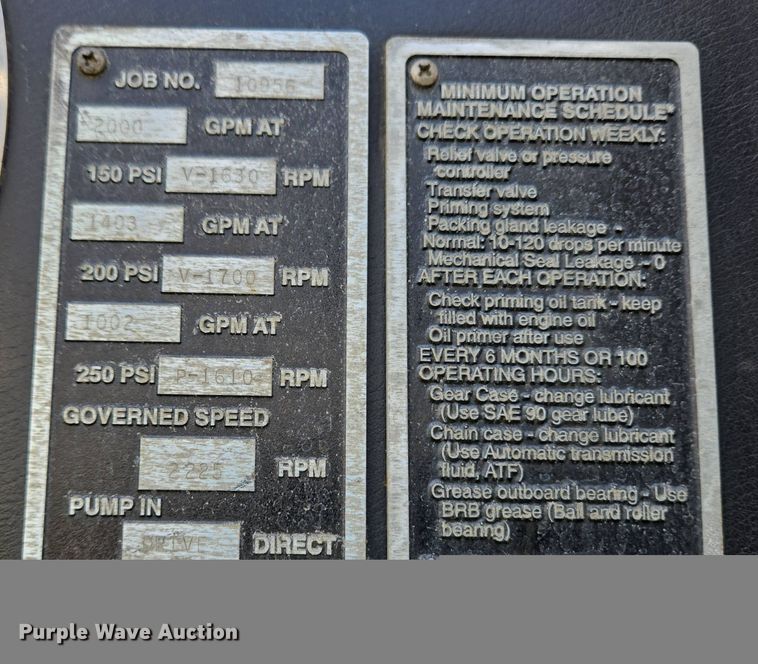 JOB NO. 10956
2000 GPM AT
150 PSI V-1630 RPM
1403 GPM AT
200 PSI V-1700 RPM
1002 GPM AT
250 PSI P-1610 RPM
GOVERNED SPEED
2225 RPM
PUMP IN
DRIVE DIRECT
MINIMUM OPERATION
MAINTENANCE SCHEDULE*
CHECK OPERATION WEEKLY:
Relief valve or pressure
controller
Transfer valve
Priming system
Packing gland leakage -
Normal: 10-120 drops per minute
Mechanical Seal Leakage - 0
AFTER EACH OPERATION:
Check priming oil tank - keep
filled with engine oil
Oil primer after use
EVERY 6 MONTHS OR 100
OPERATING HOURS:
Gear Case - change lubricant
(Use SAE 90 gear lube)
Chain case - change lubricant
(Use Automatic transmission
fluid, ATF)
Grease outboard bearing - Use
BRB grease (Ball and roller
bearing)
Purple Wave Auction